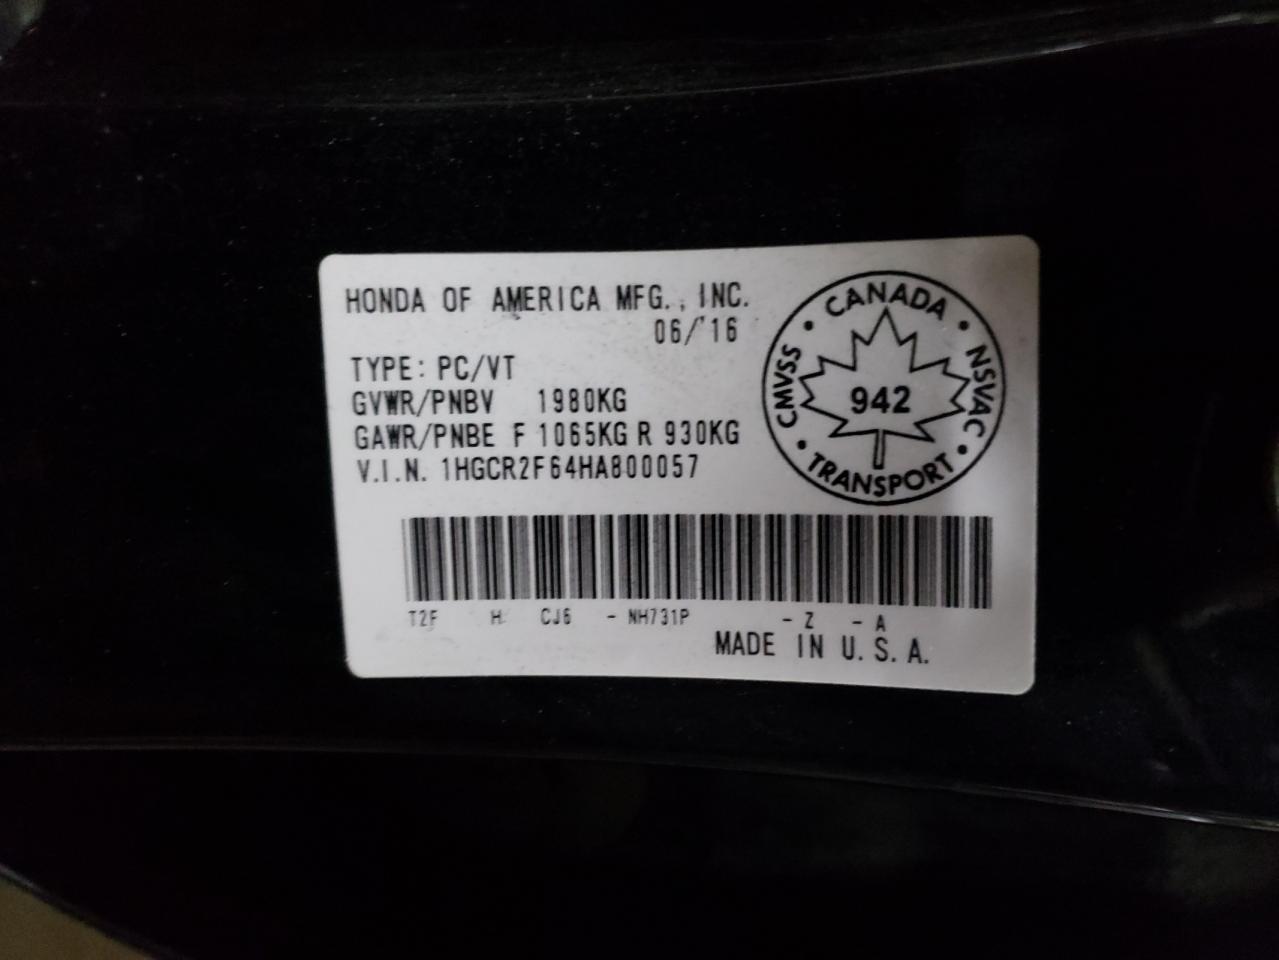 HONDA OF AMERICA MFG., INC.
06/'16
TYPE: PC/VT
GVWR/PNBV 1980KG
GAWR/PNBE F 1065KG R 930KG
V.I.N. 1HGCR2F64HA800057
CANADA
CMVSS
NSVAC
942
TRANSPORT
T2F H CJ6 - NH731P - Z - A
MADE IN U.S.A.